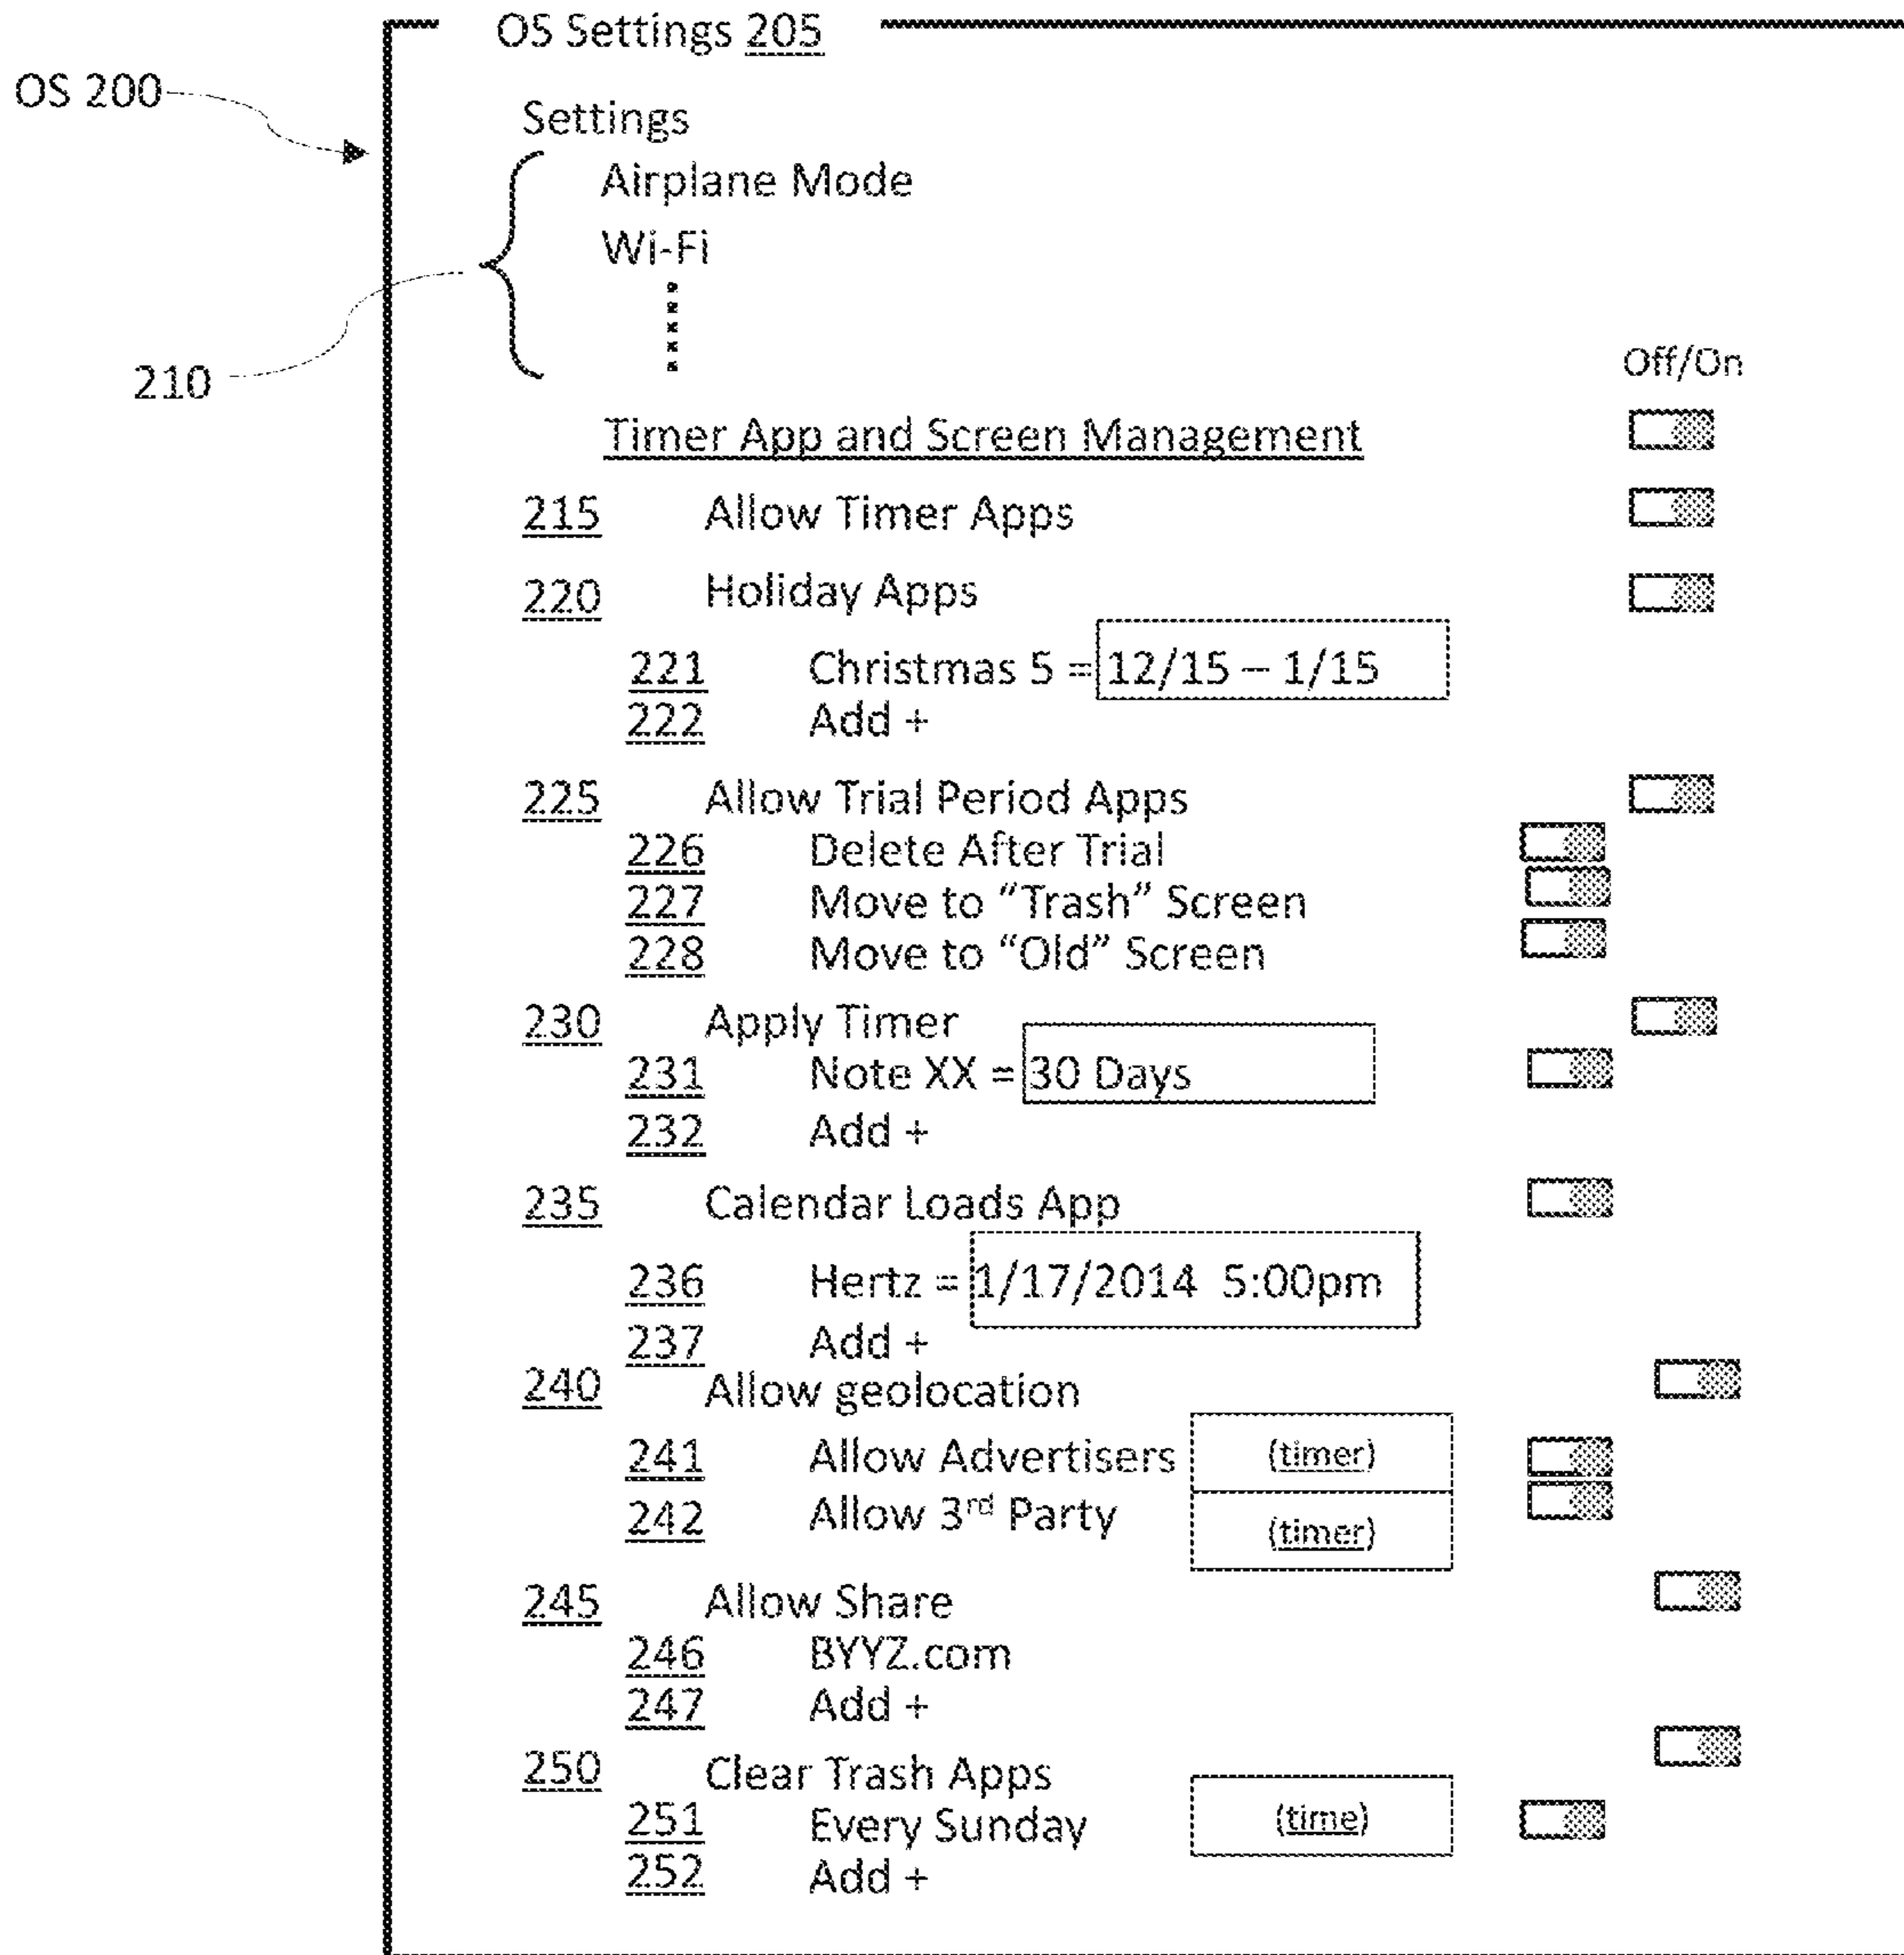 OS Settings 205
OS 200
Settings
Airplane Mode
Wi-Fi
210
Off/On
Timer App and Screen Management
215 Allow Timer Apps
220 Holiday Apps
221 Christmas 5 = 12/15 – 1/15
222 Add +
225 Allow Trial Period Apps
226 Delete After Trial
227 Move to “Trash” Screen
228 Move to “Old” Screen
230 Apply Timer
231 Note XX = 30 Days
232 Add +
235 Calendar Loads App
236 Hertz = 1/17/2014 5:00pm
237 Add +
240 Allow geolocation
241 Allow Advertisers (timer)
242 Allow 3rd Party (timer)
245 Allow Share
246 BYYZ.com
247 Add +
250 Clear Trash Apps
251 Every Sunday (time)
252 Add +